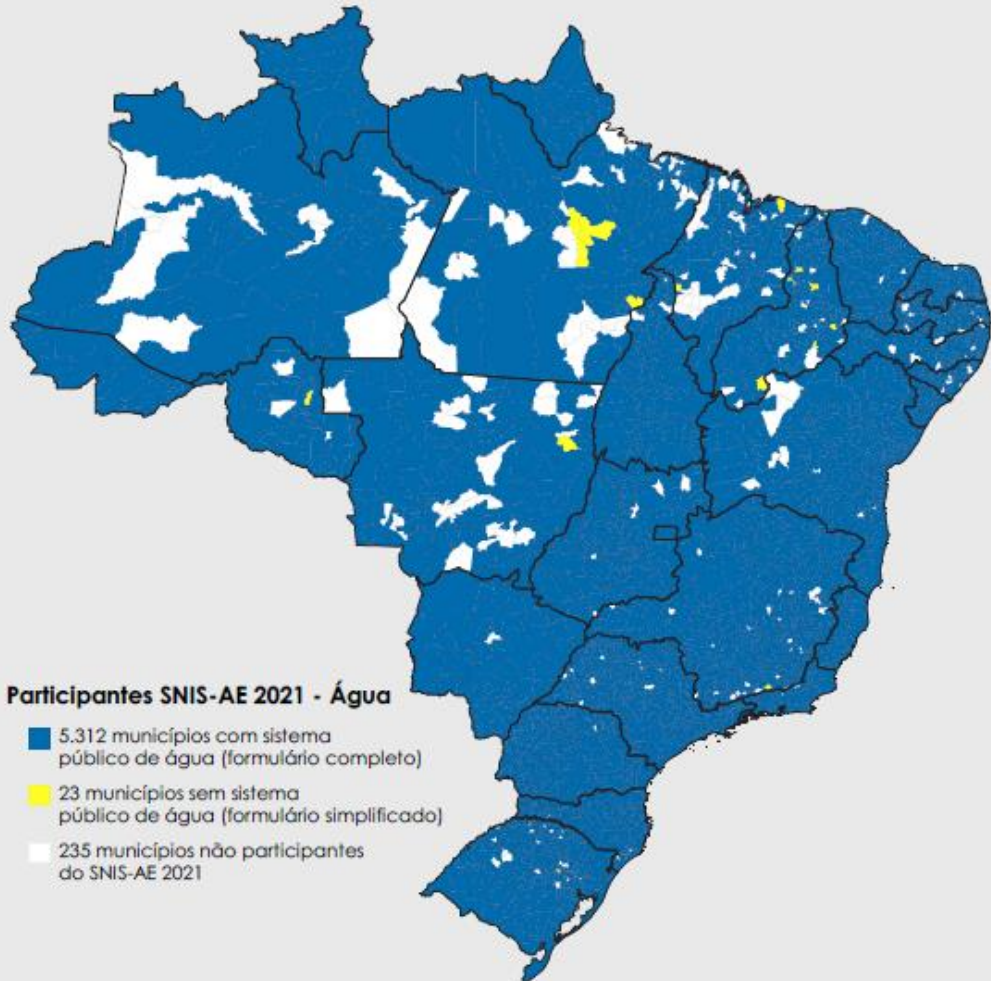 Participantes SNIS-AE 2021 - Água
5.312 municípios com sistema
público de água (formulário completo)
23 municípios sem sistema
público de água (formulário simplificado)
235 municípios não participantes
do SNIS-AE 2021